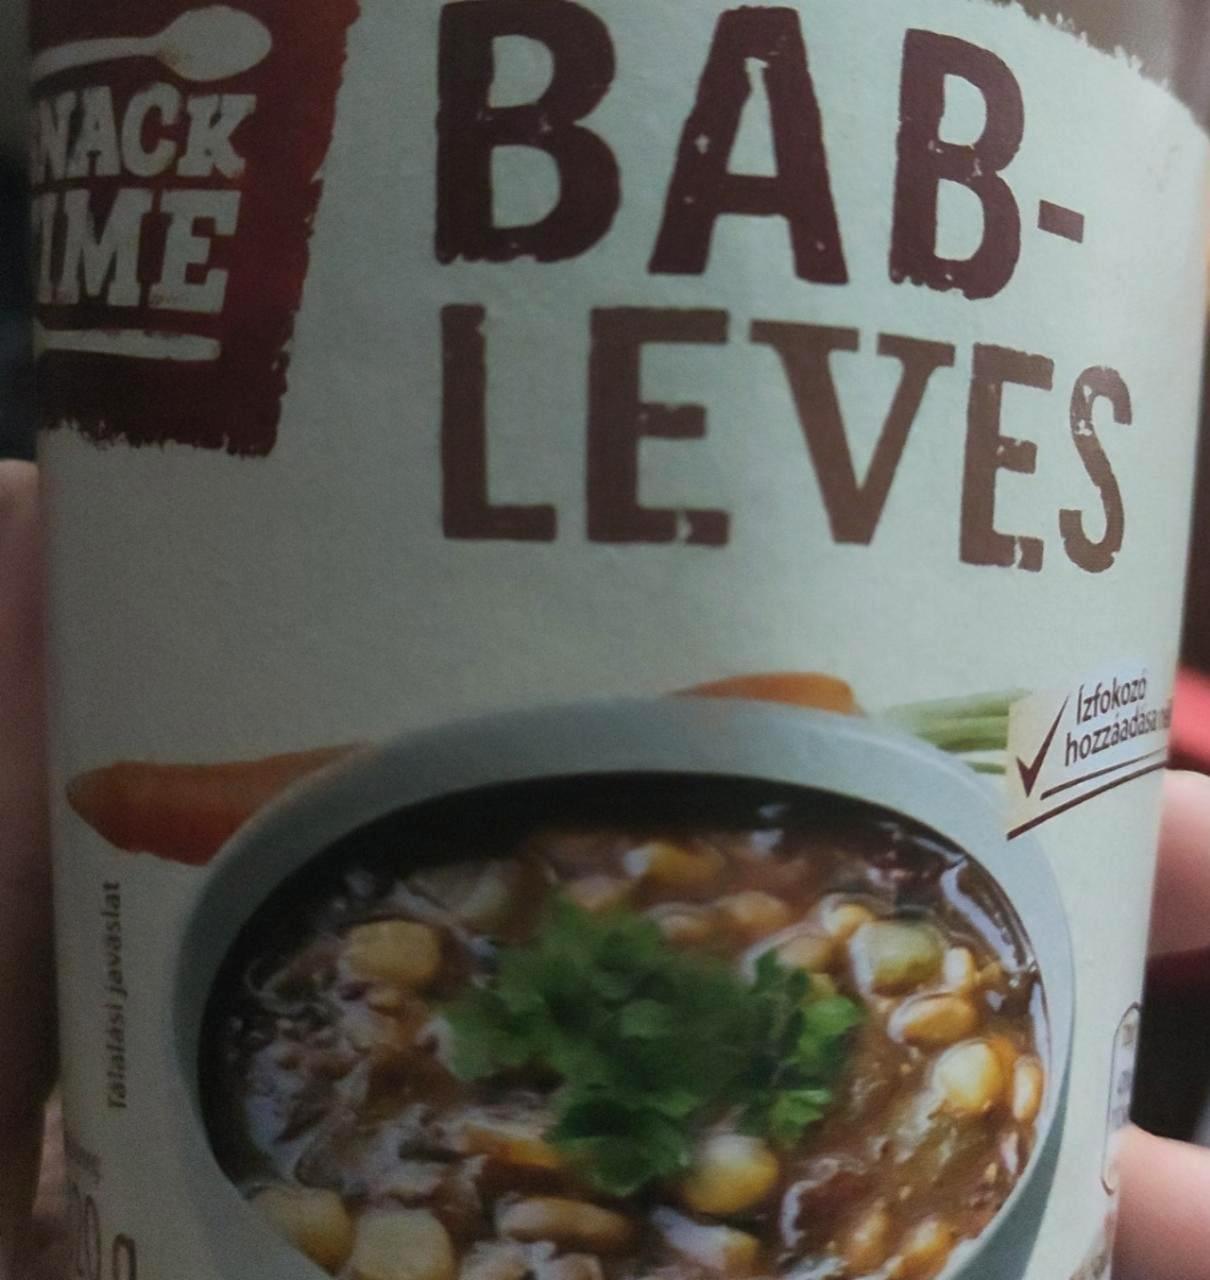 NACK
IME
BAB-
LEVES
Ízfokozó
hozzáadása
Tálalási javaslat